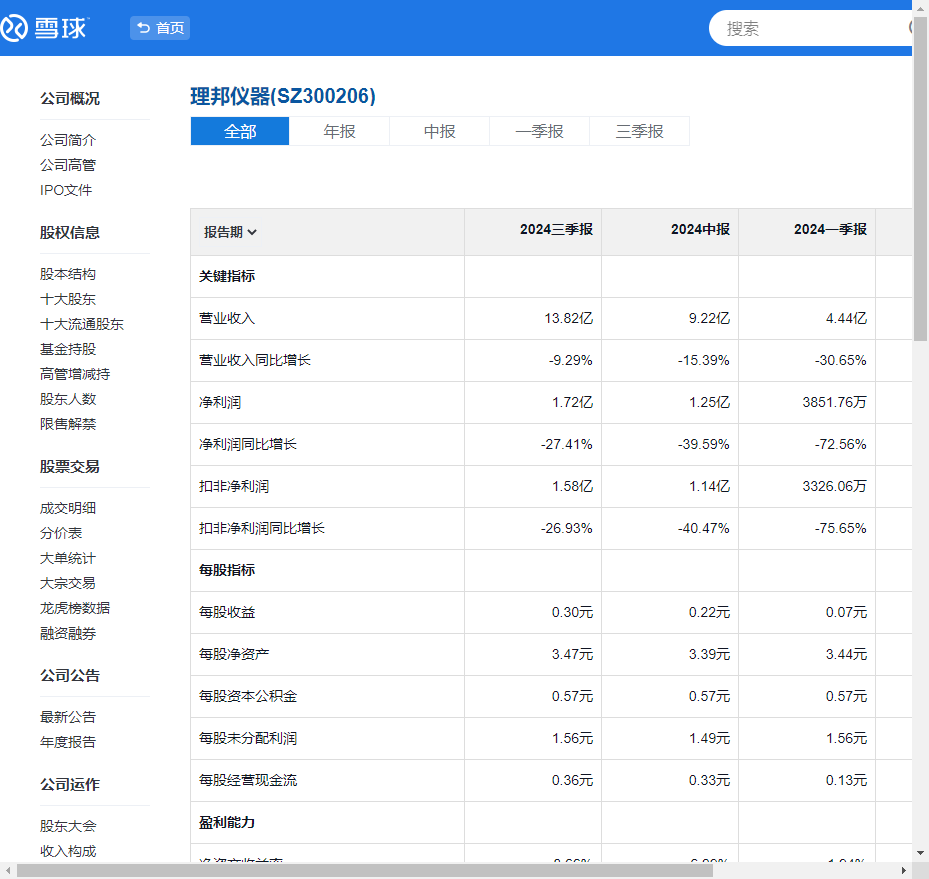 雪球
首页
搜索
公司概况
公司简介
公司高管
IPO文件
股权信息
股本结构
十大股东
十大流通股东
基金持股
高管增减持
股东人数
限售解禁
股票交易
成交明细
分价表
大单统计
大宗交易
龙虎榜数据
融资融券
公司公告
最新公告
年度报告
公司运作
股东大会
收入构成
理邦仪器(SZ300206)
全部 年报 中报 一季报 三季报
报告期 2024三季报 2024中报 2024一季报
关键指标
营业收入 13.82亿 9.22亿 4.44亿
营业收入同比增长 -9.29% -15.39% -30.65%
净利润 1.72亿 1.25亿 3851.76万
净利润同比增长 -27.41% -39.59% -72.56%
扣非净利润 1.58亿 1.14亿 3326.06万
扣非净利润同比增长 -26.93% -40.47% -75.65%
每股指标
每股收益 0.30元 0.22元 0.07元
每股净资产 3.47元 3.39元 3.44元
每股资本公积金 0.57元 0.57元 0.57元
每股未分配利润 1.56元 1.49元 1.56元
每股经营现金流 0.36元 0.33元 0.13元
盈利能力